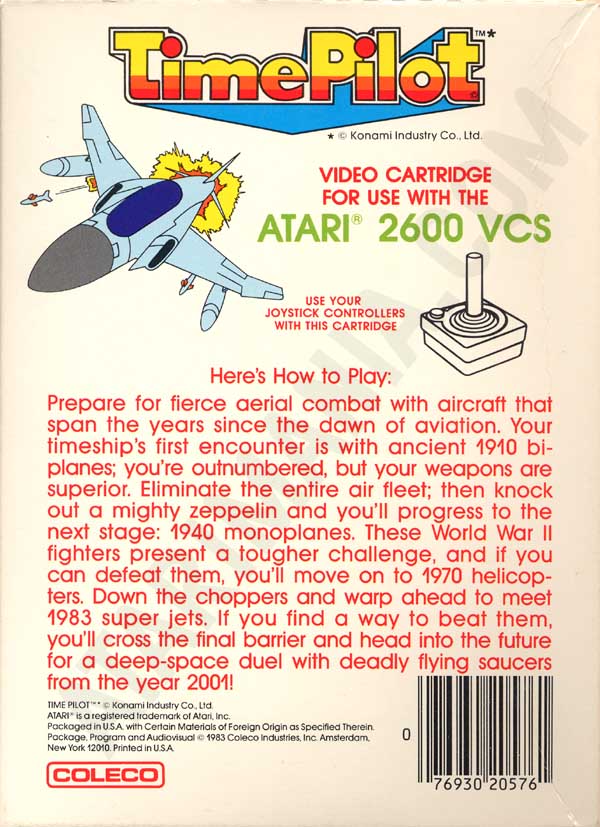 TimePilot™*
©
* © Konami Industry Co., Ltd.
VIDEO CARTRIDGE
FOR USE WITH THE
ATARI® 2600 VCS
USE YOUR
JOYSTICK CONTROLLERS
WITH THIS CARTRIDGE
Here's How to Play:
Prepare for fierce aerial combat with aircraft that
span the years since the dawn of aviation. Your
timeship's first encounter is with ancient 1910 bi-
planes; you're outnumbered, but your weapons are
superior. Eliminate the entire air fleet; then knock
out a mighty zeppelin and you'll progress to the
next stage: 1940 monoplanes. These World War II
fighters present a tougher challenge, and if you
can defeat them, you'll move on to 1970 helicop-
ters. Down the choppers and warp ahead to meet
1983 super jets. If you find a way to beat them,
you'll cross the final barrier and head into the future
for a deep-space duel with deadly flying saucers
from the year 2001!
TIME PILOT™* © Konami Industry Co., Ltd.
ATARI® is a registered trademark of Atari, Inc.
Packaged in U.S.A. with Certain Materials of Foreign Origin as Specified Therein.
Package, Program and Audiovisual © 1983 Coleco Industries, Inc. Amsterdam,
New York 12010. Printed in U.S.A.
COLECO
0 76930 20576